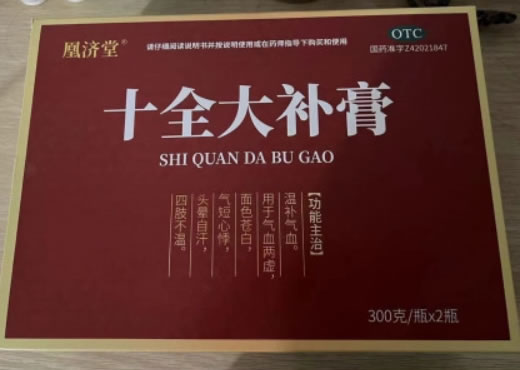 凰济堂®
请仔细阅读说明书并按说明使用或在药师指导下购买和使用
OTC
国药准字Z42021847
十全大补膏
SHI QUAN DA BU GAO
【功能主治】
温补气血。
用于气血两虚，
面色苍白，
气短心悸，
头晕自汗，
四肢不温。
300克/瓶x2瓶